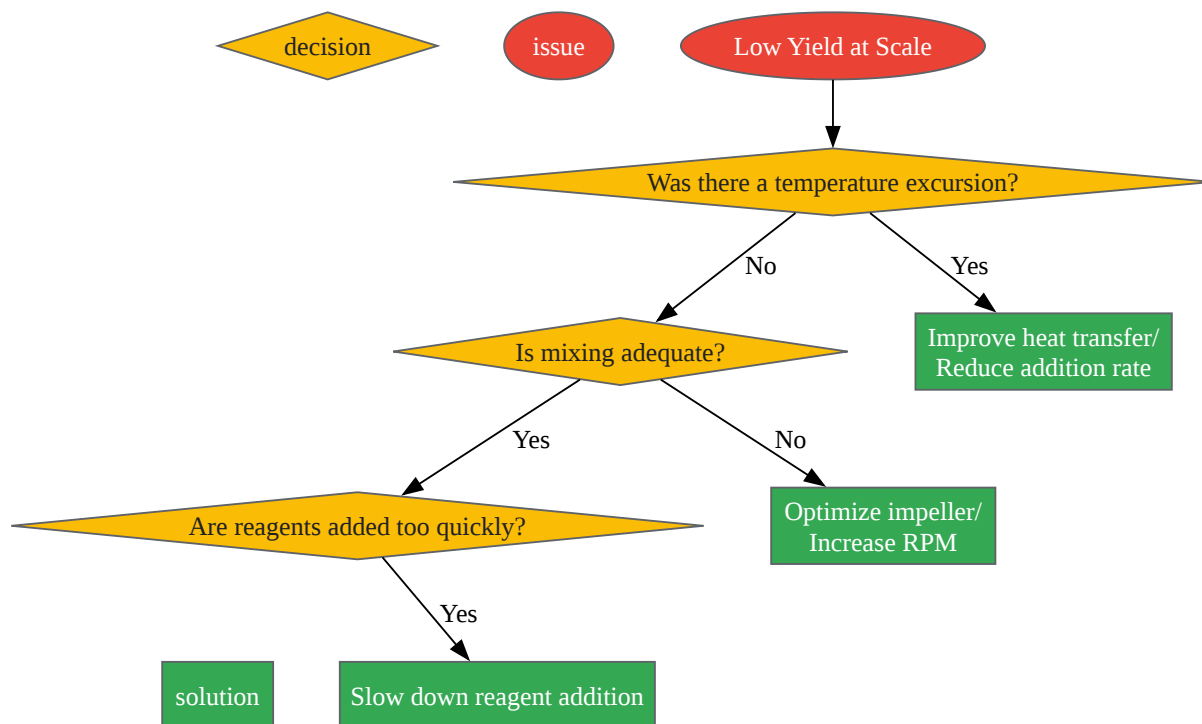 decision
issue
Low Yield at Scale
Was there a temperature excursion?
No
Yes
Is mixing adequate?
Improve heat transfer/
Reduce addition rate
Yes
No
Are reagents added too quickly?
Optimize impeller/
Increase RPM
Yes
solution
Slow down reagent addition